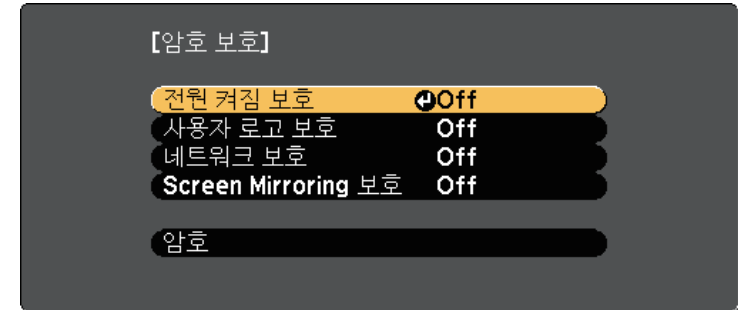 [암호 보호]
전원 켜짐 보호 Off
사용자 로고 보호 Off
네트워크 보호 Off
Screen Mirroring 보호 Off
암호